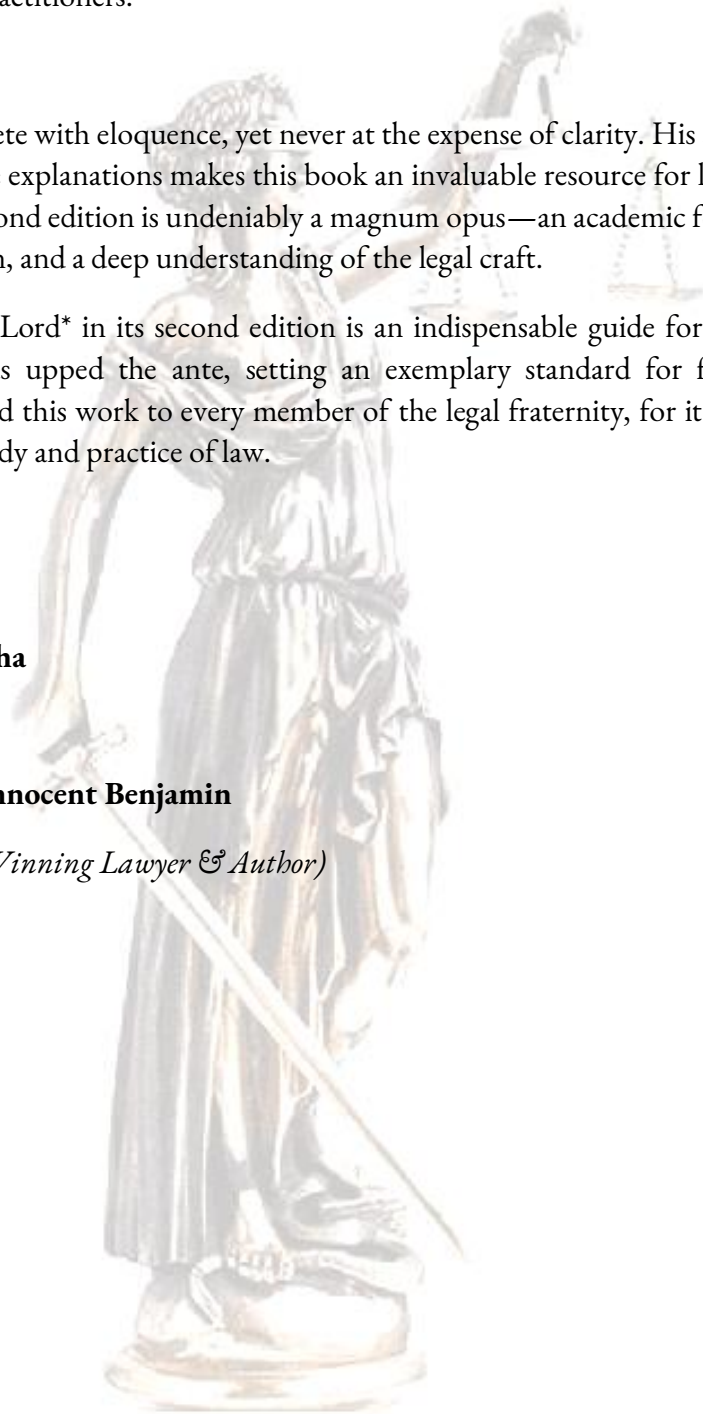 actitioners.
ete with eloquence, yet never at the expense of clarity. His
explanations makes this book an invaluable resource for l
ond edition is undeniably a magnum opus—an academic f
n, and a deep understanding of the legal craft.
Lord* in its second edition is an indispensable guide for
s upped the ante, setting an exemplary standard for f
d this work to every member of the legal fraternity, for it
dy and practice of law.
ha
nnocent Benjamin
Winning Lawyer & Author)